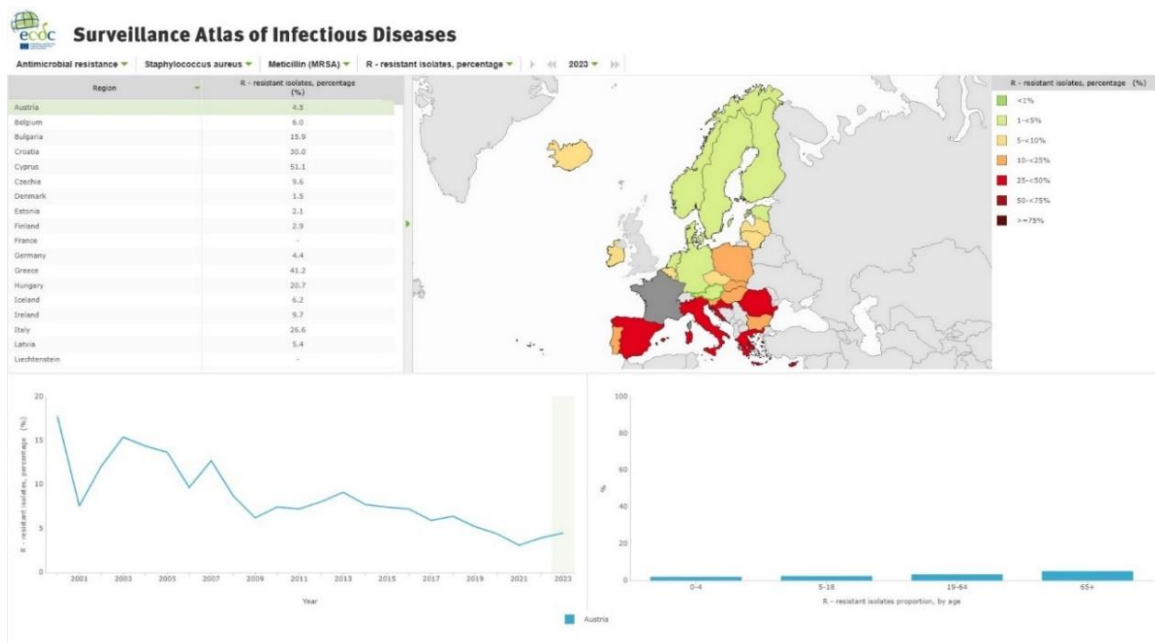 ecdc
Surveillance Atlas of Infectious Diseases
Antimicrobial resistance Staphylococcus aureus Meticillin (MRSA) R - resistant isolates, percentage 2023
Region R - resistant isolates, percentage (%)
Austria 4.5
Belgium 6.0
Bulgaria 15.9
Croatia 30.0
Cyprus 51.1
Czechia 9.6
Denmark 1.5
Estonia 2.1
Finland 2.9
France -
Germany 4.4
Greece 41.2
Hungary 20.7
Iceland 6.2
Ireland 9.7
Italy 26.6
Latvia 5.4
Liechtenstein -
R - resistant isolates, percentage (%)
<1%
1-<5%
5-<10%
10-<25%
25-<50%
50-<75%
>=75%
R - resistant isolates, percentage (%)
20
15
10
5
0
2001 2003 2005 2007 2009 2011 2013 2015 2017 2019 2021 2023
Year
%
100
80
60
40
20
0
0-4 5-18 19-64 65+
R - resistant isolates proportion, by age
Austria